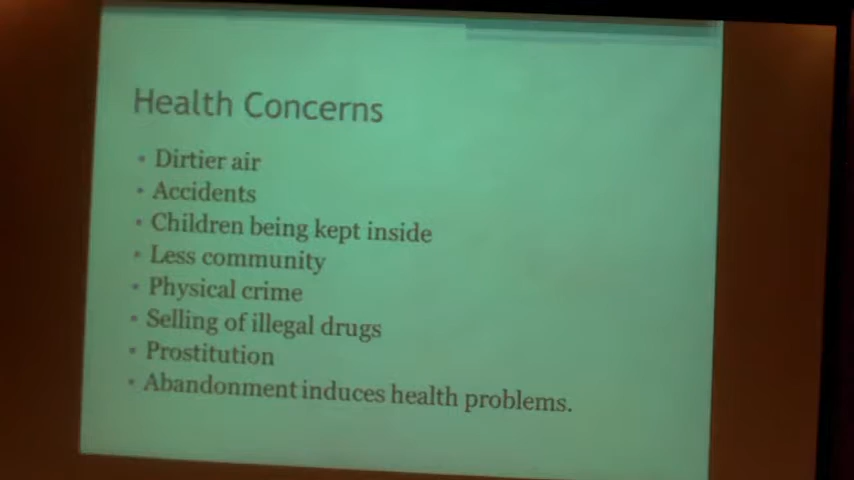 Health Concerns
• Dirtier air
• Accidents
• Children being kept inside
• Less community
• Physical crime
• Selling of illegal drugs
• Prostitution
• Abandonment induces health problems.